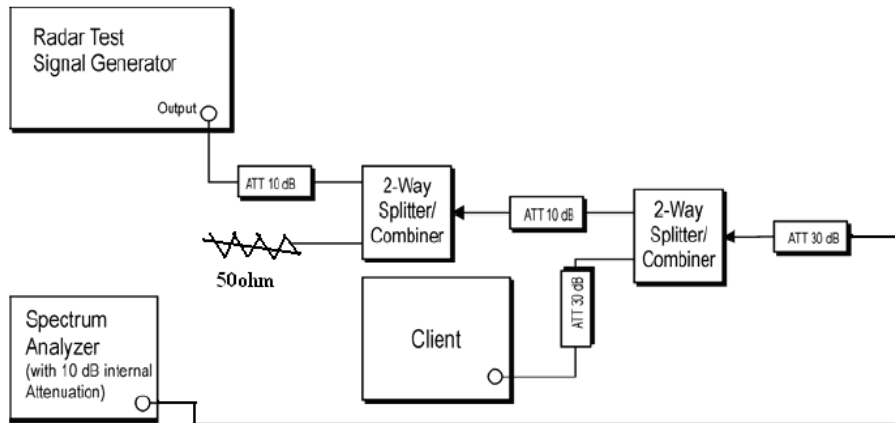 Radar Test
Signal Generator
Output
ATT 10 dB
2-Way
Splitter/
Combiner
ATT 10 dB
2-Way
Splitter/
Combiner
ATT 30 dB
50ohm
ATT 30 dB
Client
Spectrum
Analyzer
(with 10 dB internal
Attenuation)